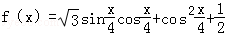 f（x）=√3sin x/4 cos x/4+cos² x/4+1/2